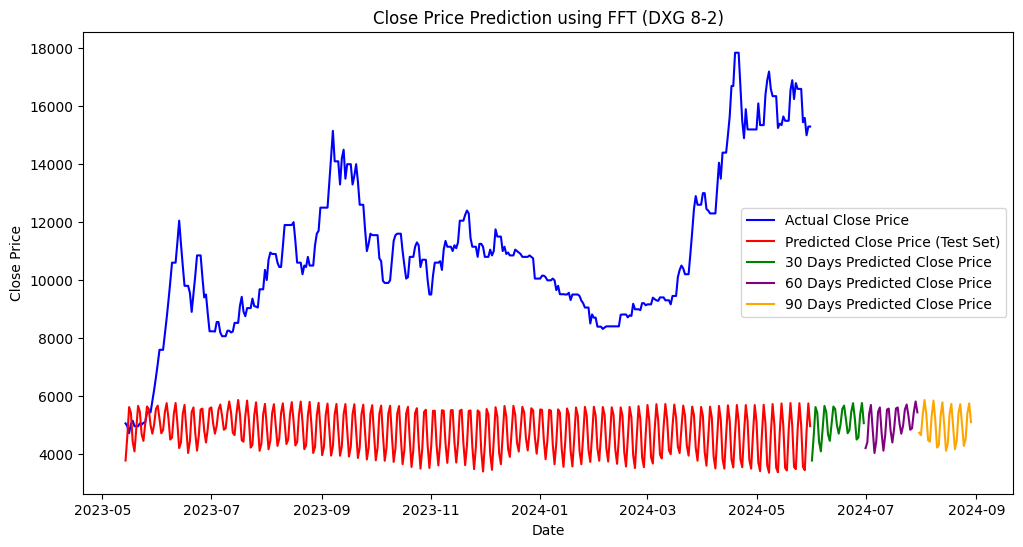 Close Price Prediction using FFT (DXG 8-2)
Close Price
18000
16000
14000
12000
10000
8000
6000
4000
Actual Close Price
Predicted Close Price (Test Set)
30 Days Predicted Close Price
60 Days Predicted Close Price
90 Days Predicted Close Price
2023-05 2023-07 2023-09 2023-11 2024-01 2024-03 2024-05 2024-07 2024-09
Date